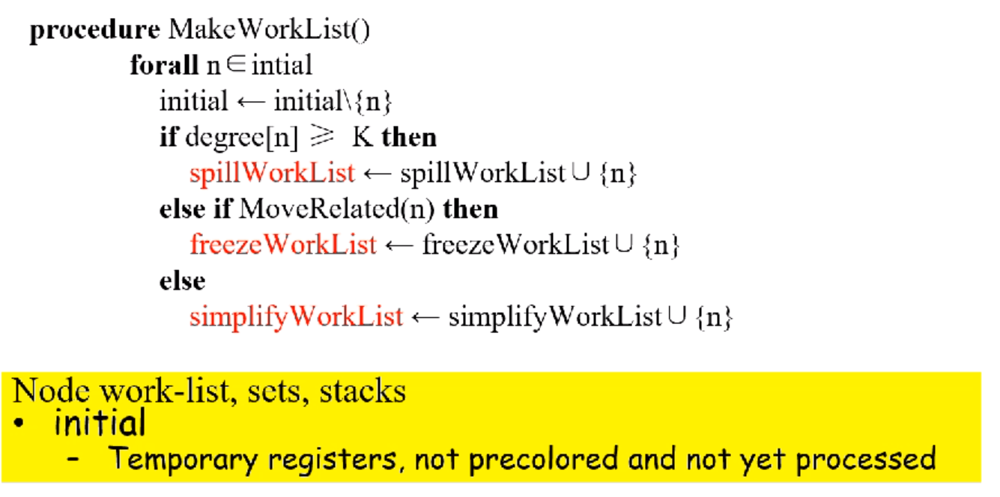 procedure MakeWorkList()
forall n∈intial
initial ← initial\{n}
if degree[n] ⩾ K then
spillWorkList ← spillWorkList∪{n}
else if MoveRelated(n) then
freezeWorkList ← freezeWorkList∪{n}
else
simplifyWorkList ← simplifyWorkList∪{n}
Node work-list, sets, stacks
• initial
- Temporary registers, not precolored and not yet processed